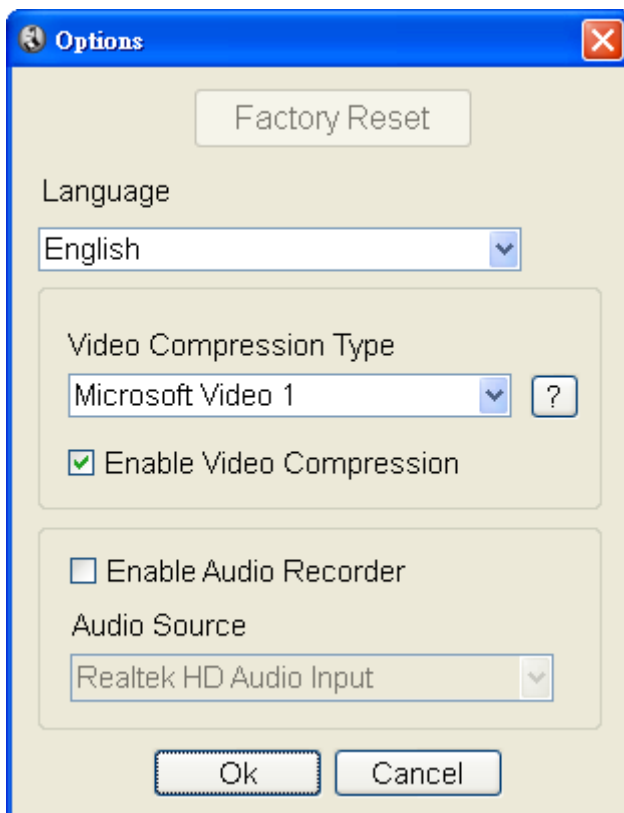 Options
Factory Reset
Language
English
Video Compression Type
Microsoft Video 1
?
Enable Video Compression
Enable Audio Recorder
Audio Source
Realtek HD Audio Input
Ok
Cancel